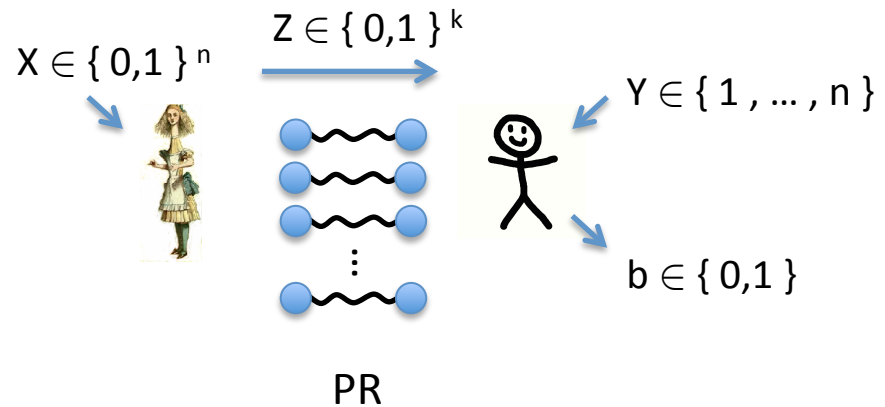 X ∈ { 0,1 } ⁿ
Z ∈ { 0,1 } ᵏ
Y ∈ { 1 , ... , n }
b ∈ { 0,1 }
PR